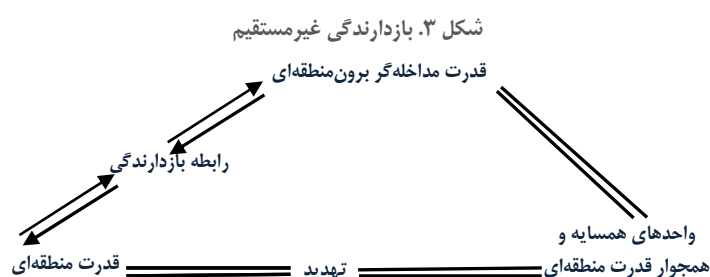 شکل ۳. بازدارندگی غیرمستقیم
قدرت مداخله‌گر برون‌منطقه‌ای
رابطه بازدارندگی
واحدهای همسایه و
همجوار قدرت منطقه‌ای
تهدید
قدرت منطقه‌ای